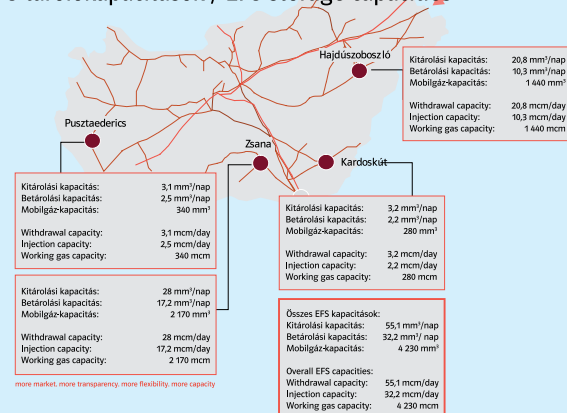 Hajdúszoboszló
Kitárolási kapacitás: 20,8 mm³/nap
Betárolási kapacitás: 10,3 mm³/nap
Mobilgáz-kapacitás: 1 440 mm³
Withdrawal capacity: 20,8 mcm/day
Injection capacity: 10,3 mcm/day
Working gas capacity: 1 440 mcm
Pusztaederics
Zsana
Kardoskút
Kitárolási kapacitás: 3,1 mm³/nap
Betárolási kapacitás: 2,5 mm³/nap
Mobilgáz-kapacitás: 340 mm³
Withdrawal capacity: 3,1 mcm/day
Injection capacity: 2,5 mcm/day
Working gas capacity: 340 mcm
Kitárolási kapacitás: 3,2 mm³/nap
Betárolási kapacitás: 2,2 mm³/nap
Mobilgáz-kapacitás: 280 mm³
Withdrawal capacity: 3,2 mcm/day
Injection capacity: 2,2 mcm/day
Working gas capacity: 280 mcm
Kitárolási kapacitás: 28 mm³/nap
Betárolási kapacitás: 17,2 mm³/nap
Mobilgáz-kapacitás: 2 170 mm³
Withdrawal capacity: 28 mcm/day
Injection capacity: 17,2 mcm/day
Working gas capacity: 2 170 mcm
Összes EFS kapacitások:
Kitárolási kapacitás: 55,1 mm³/nap
Betárolási kapacitás: 32,2 mm³/nap
Mobilgáz-kapacitás: 4 230 mm³
Overall EFS capacities:
Withdrawal capacity: 55,1 mcm/day
Injection capacity: 32,2 mcm/day
Working gas capacity: 4 230 mcm
more market, more transparency, more flexibility, more capacity